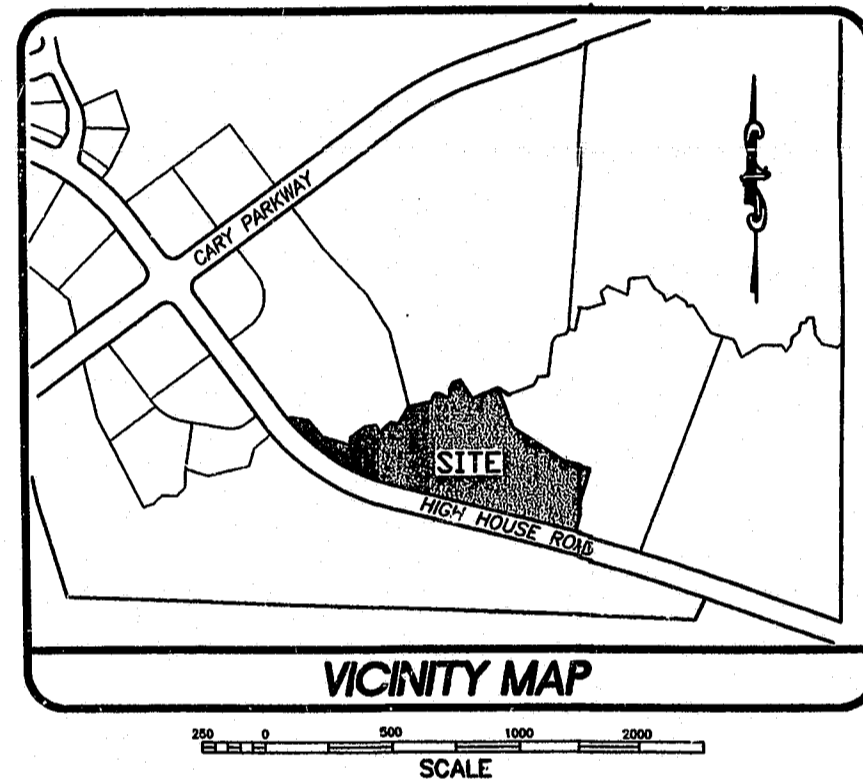 CARY PARKWAY
SITE
HIGH HOUSE ROAD
VICINITY MAP
250 0 500 1000 2000
SCALE